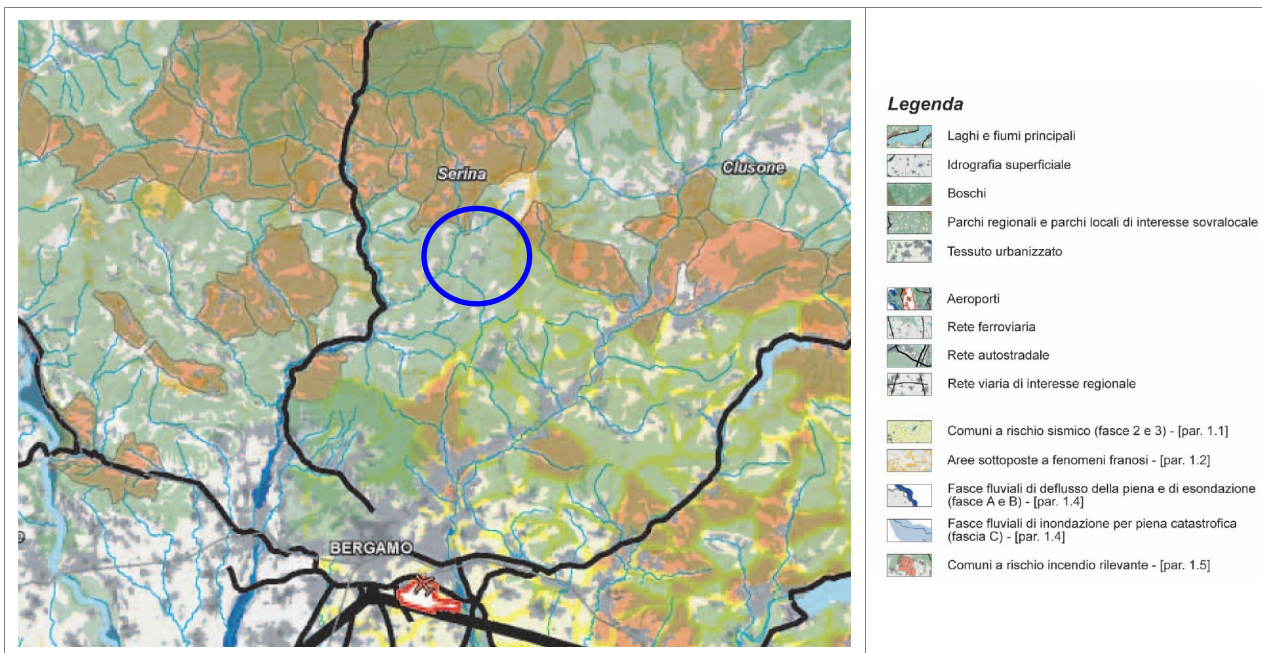 Serina
Clusone
BERGAMO
Legenda
Laghi e fiumi principali
Idrografia superficiale
Boschi
Parchi regionali e parchi locali di interesse sovralocale
Tessuto urbanizzato
Aeroporti
Rete ferroviaria
Rete autostradale
Rete viaria di interesse regionale
Comuni a rischio sismico (fasce 2 e 3) - [par. 1.1]
Aree sottoposte a fenomeni franosi - [par. 1.2]
Fasce fluviali di deflusso della piena e di esondazione
(fasce A e B) - [par. 1.4]
Fasce fluviali di inondazione per piena catastrofica
(fascia C) - [par. 1.4]
Comuni a rischio incendio rilevante - [par. 1.5]